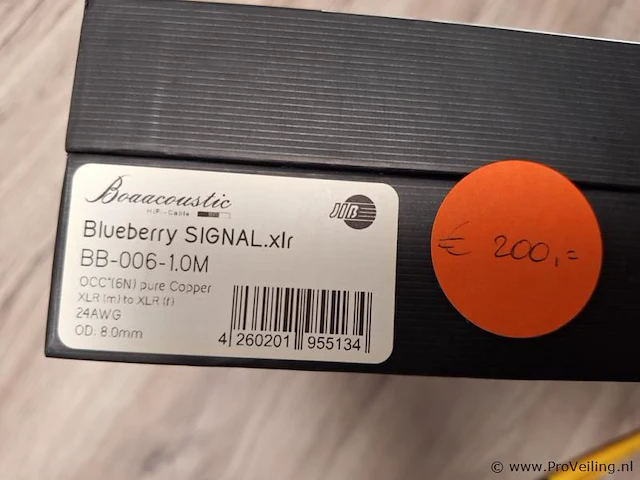 Boaacoustic
HiFi-Cable
JIB
Blueberry SIGNAL.xlr
BB-006-1.0M
OCC*(6N) pure Copper
XLR (m) to XLR (f)
24AWG
OD: 8.0mm
4 260201 955134
€ 200,=
© www.ProVeiling.nl